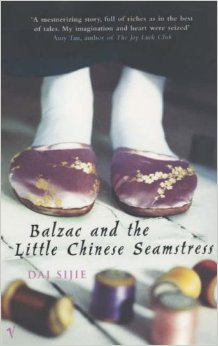 'A mesmerizing story, full of riches as in the best
of tales. My imagination and heart were seized'
Amy Tan, author of The Joy Luck Club
Balzac and the
Little Chinese Seamstress
DAI SIJIE
V